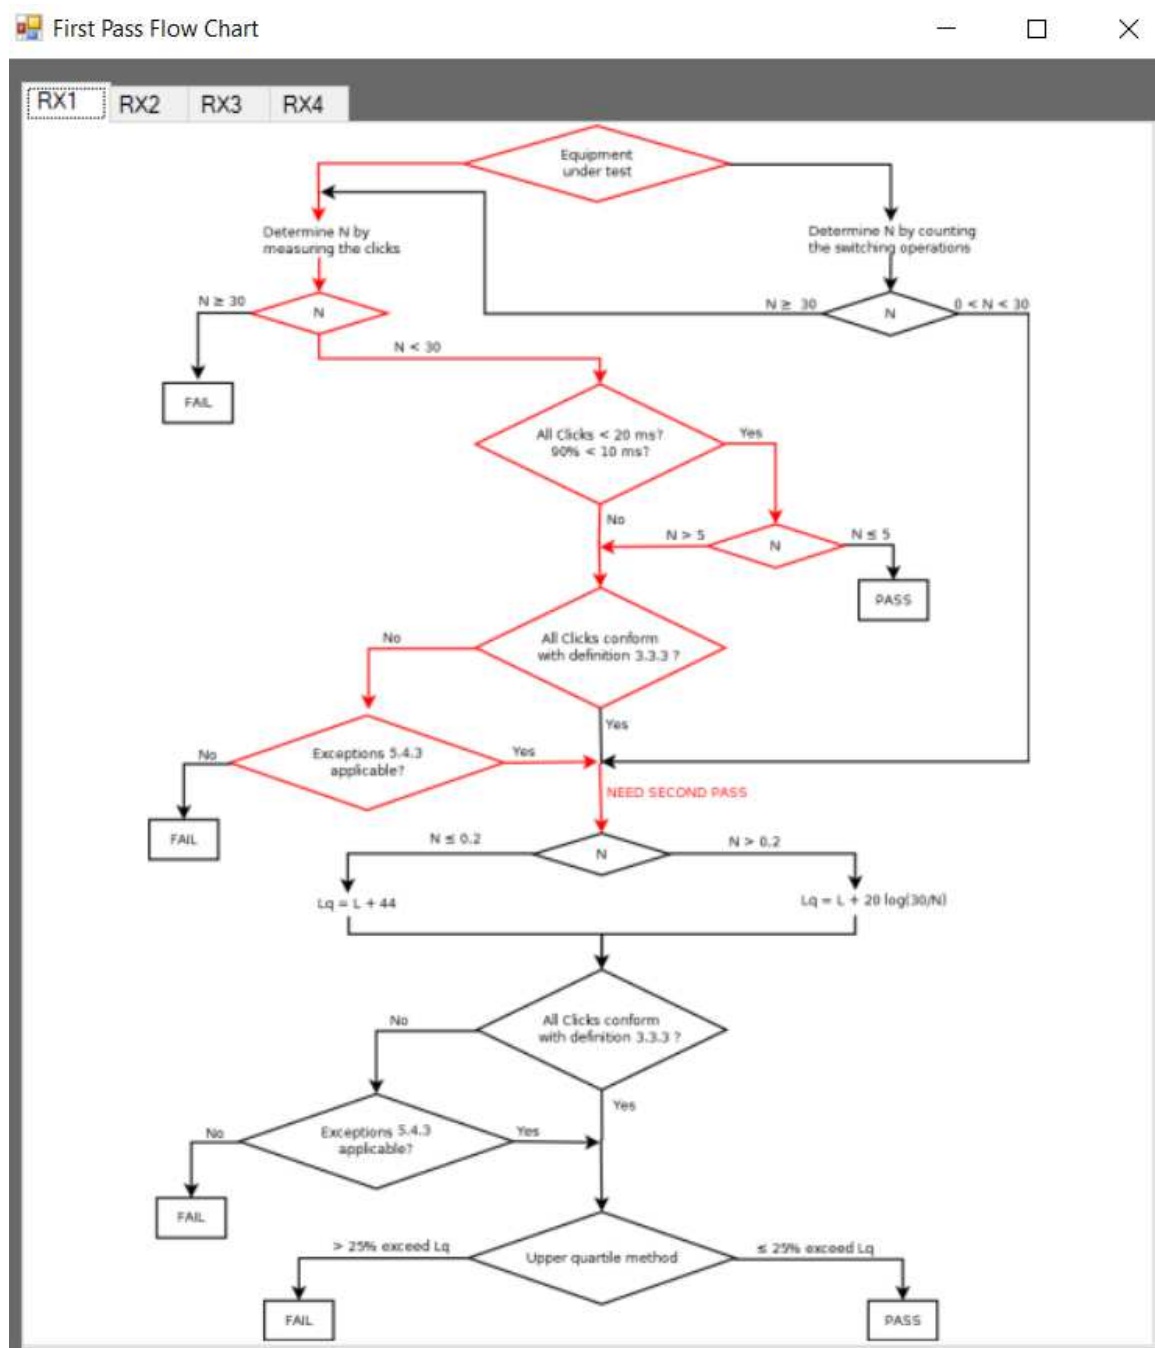 First Pass Flow Chart
RX1 RX2 RX3 RX4
Equipment
under test
Determine N by
measuring the clicks
Determine N by counting
the switching operations
N ≥ 30
N
N ≥ 30
N
0 < N < 30
N < 30
FAIL
All Clicks < 20 ms?
90% < 10 ms?
Yes
No
N > 5
N
N ≤ 5
PASS
All Clicks conform
with definition 3.3.3 ?
No
Yes
Exceptions 5.4.3
applicable?
No
Yes
NEED SECOND PASS
FAIL
N ≤ 0.2
N
N > 0.2
Lq = L + 44
Lq = L + 20 log(30/N)
All Clicks conform
with definition 3.3.3 ?
No
Yes
Exceptions 5.4.3
applicable?
No
Yes
FAIL
> 25% exceed Lq
Upper quartile method
≤ 25% exceed Lq
FAIL
PASS